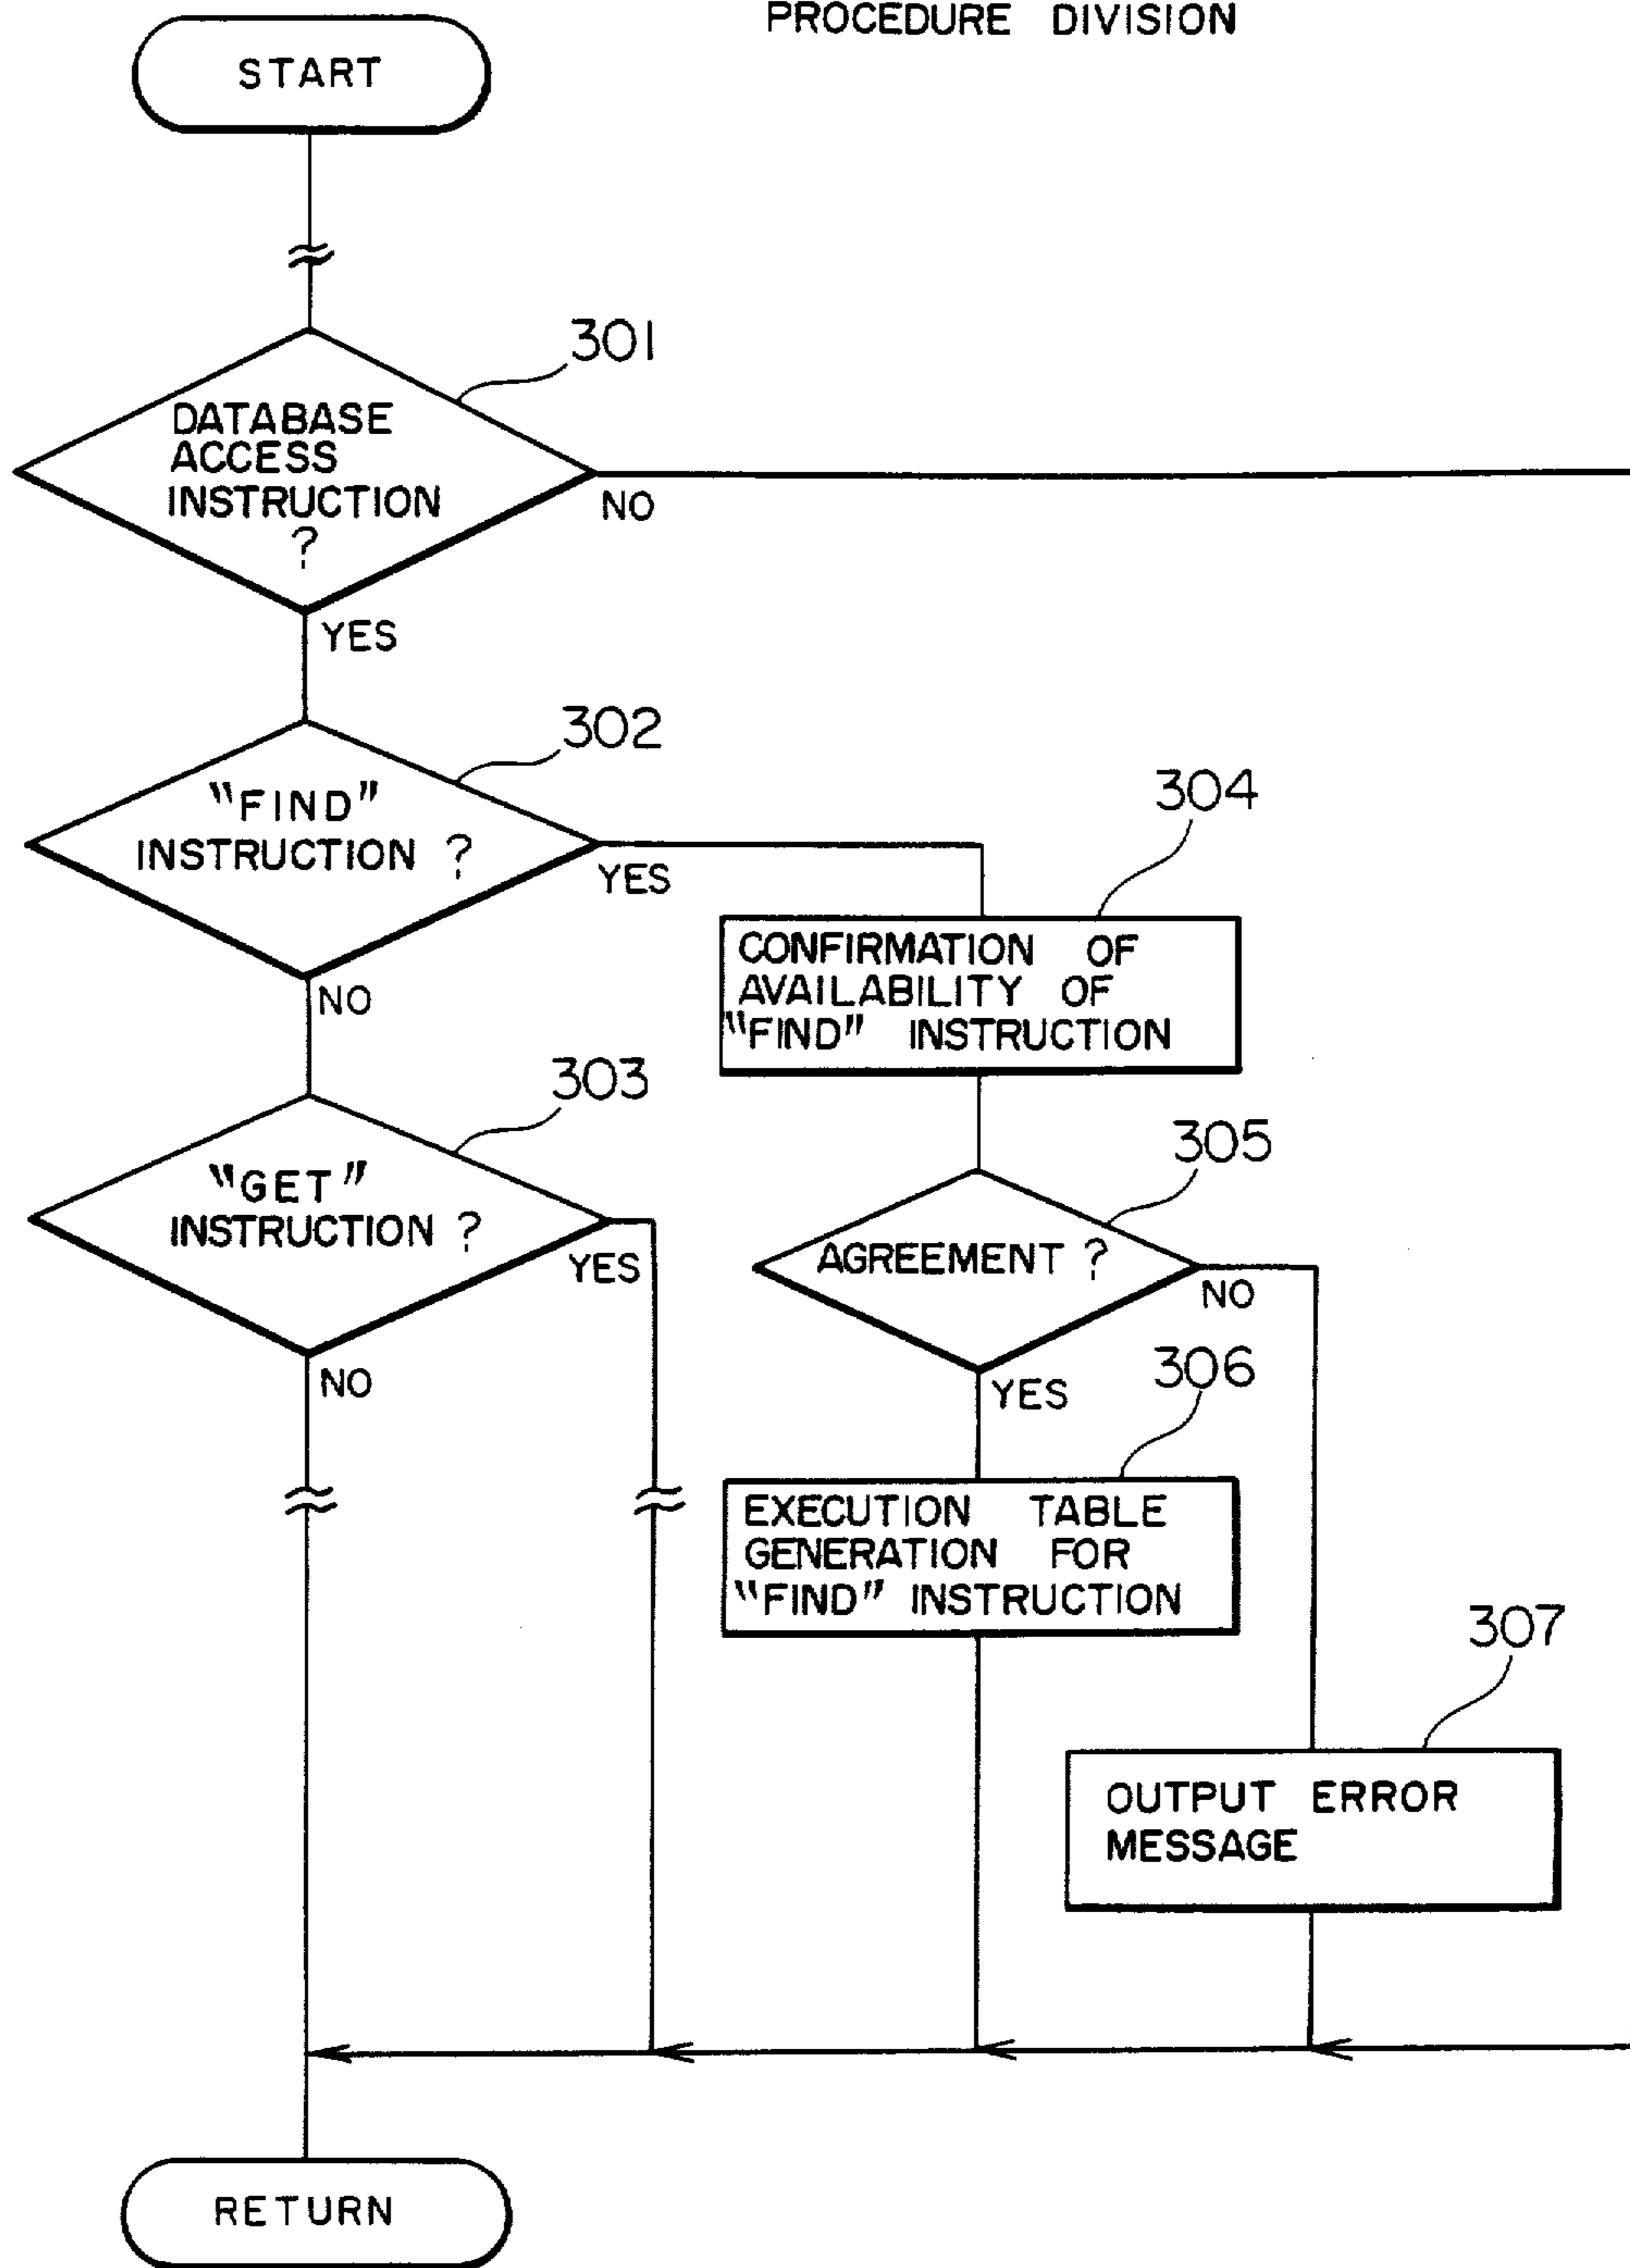 PROCEDURE DIVISION
START
301
DATABASE
ACCESS
INSTRUCTION
?
NO
YES
302
"FIND"
INSTRUCTION ?
YES
NO
304
CONFIRMATION OF
AVAILABILITY OF
"FIND" INSTRUCTION
303
"GET"
INSTRUCTION ?
YES
NO
305
AGREEMENT ?
NO
YES
306
EXECUTION TABLE
GENERATION FOR
"FIND" INSTRUCTION
307
OUTPUT ERROR
MESSAGE
RETURN